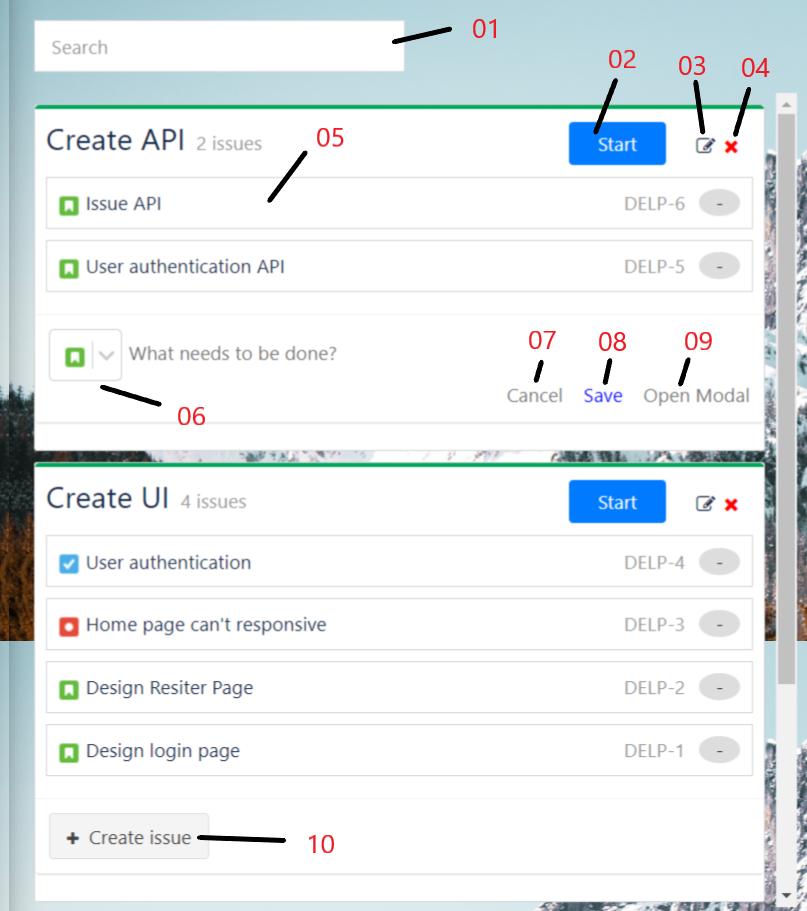 01
Search
02
03
04
Create API 2 issues
05
Start
Issue API
DELP-6 -
User authentication API
DELP-5 -
What needs to be done?
06
07
08
09
Cancel
Save
Open Modal
Create UI 4 issues
Start
User authentication
DELP-4 -
Home page can't responsive
DELP-3 -
Design Resiter Page
DELP-2 -
Design login page
DELP-1 -
+ Create issue
10